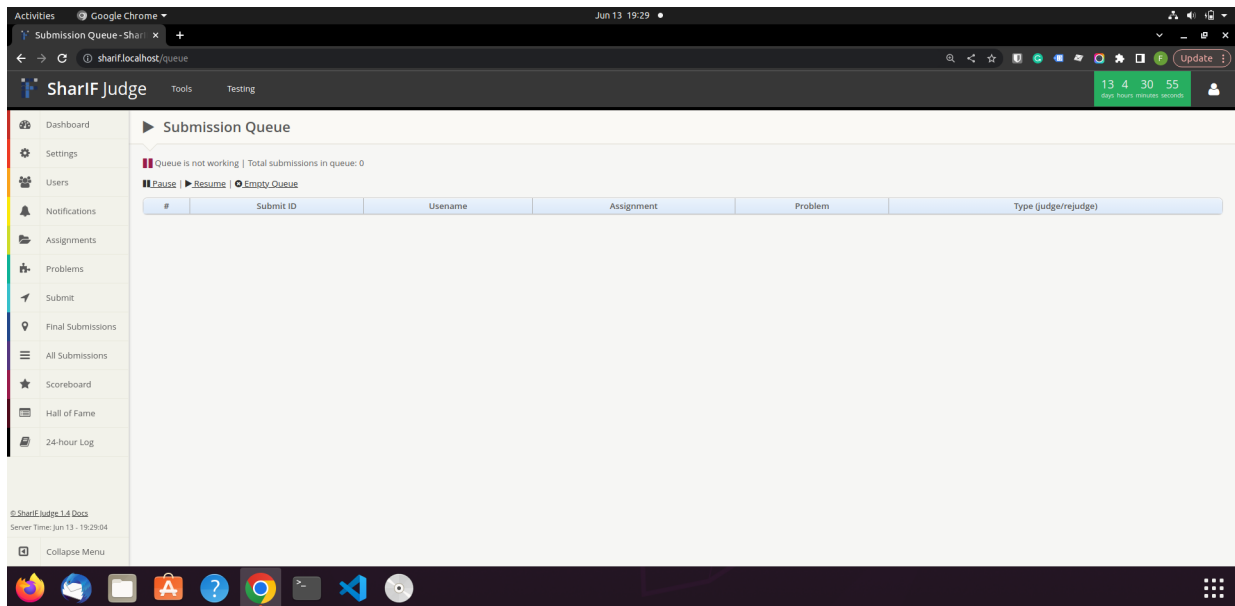 Activities Google Chrome Jun 13 19:29
Submission Queue - Shari
sharif.localhost/queue Update
SharIF Judge Tools Testing 13 4 30 55
days hours minutes seconds
Dashboard
Settings
Users
Notifications
Assignments
Problems
Submit
Final Submissions
All Submissions
Scoreboard
Hall of Fame
24-hour Log
© SharIF Judge 1.4 Docs
Server Time: Jun 13 - 19:29:04
Collapse Menu
Submission Queue
Queue is not working | Total submissions in queue: 0
Pause | Resume | Empty Queue
# Submit ID Usename Assignment Problem Type (judge/rejudge)